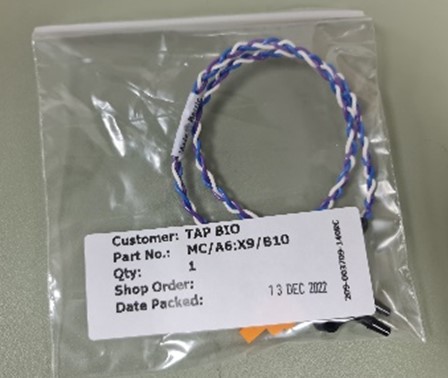 Customer: TAP BIO
Part No.: MC/A6:X9/B10
Qty: 1
Shop Order:
Date Packed: 13 DEC 2022